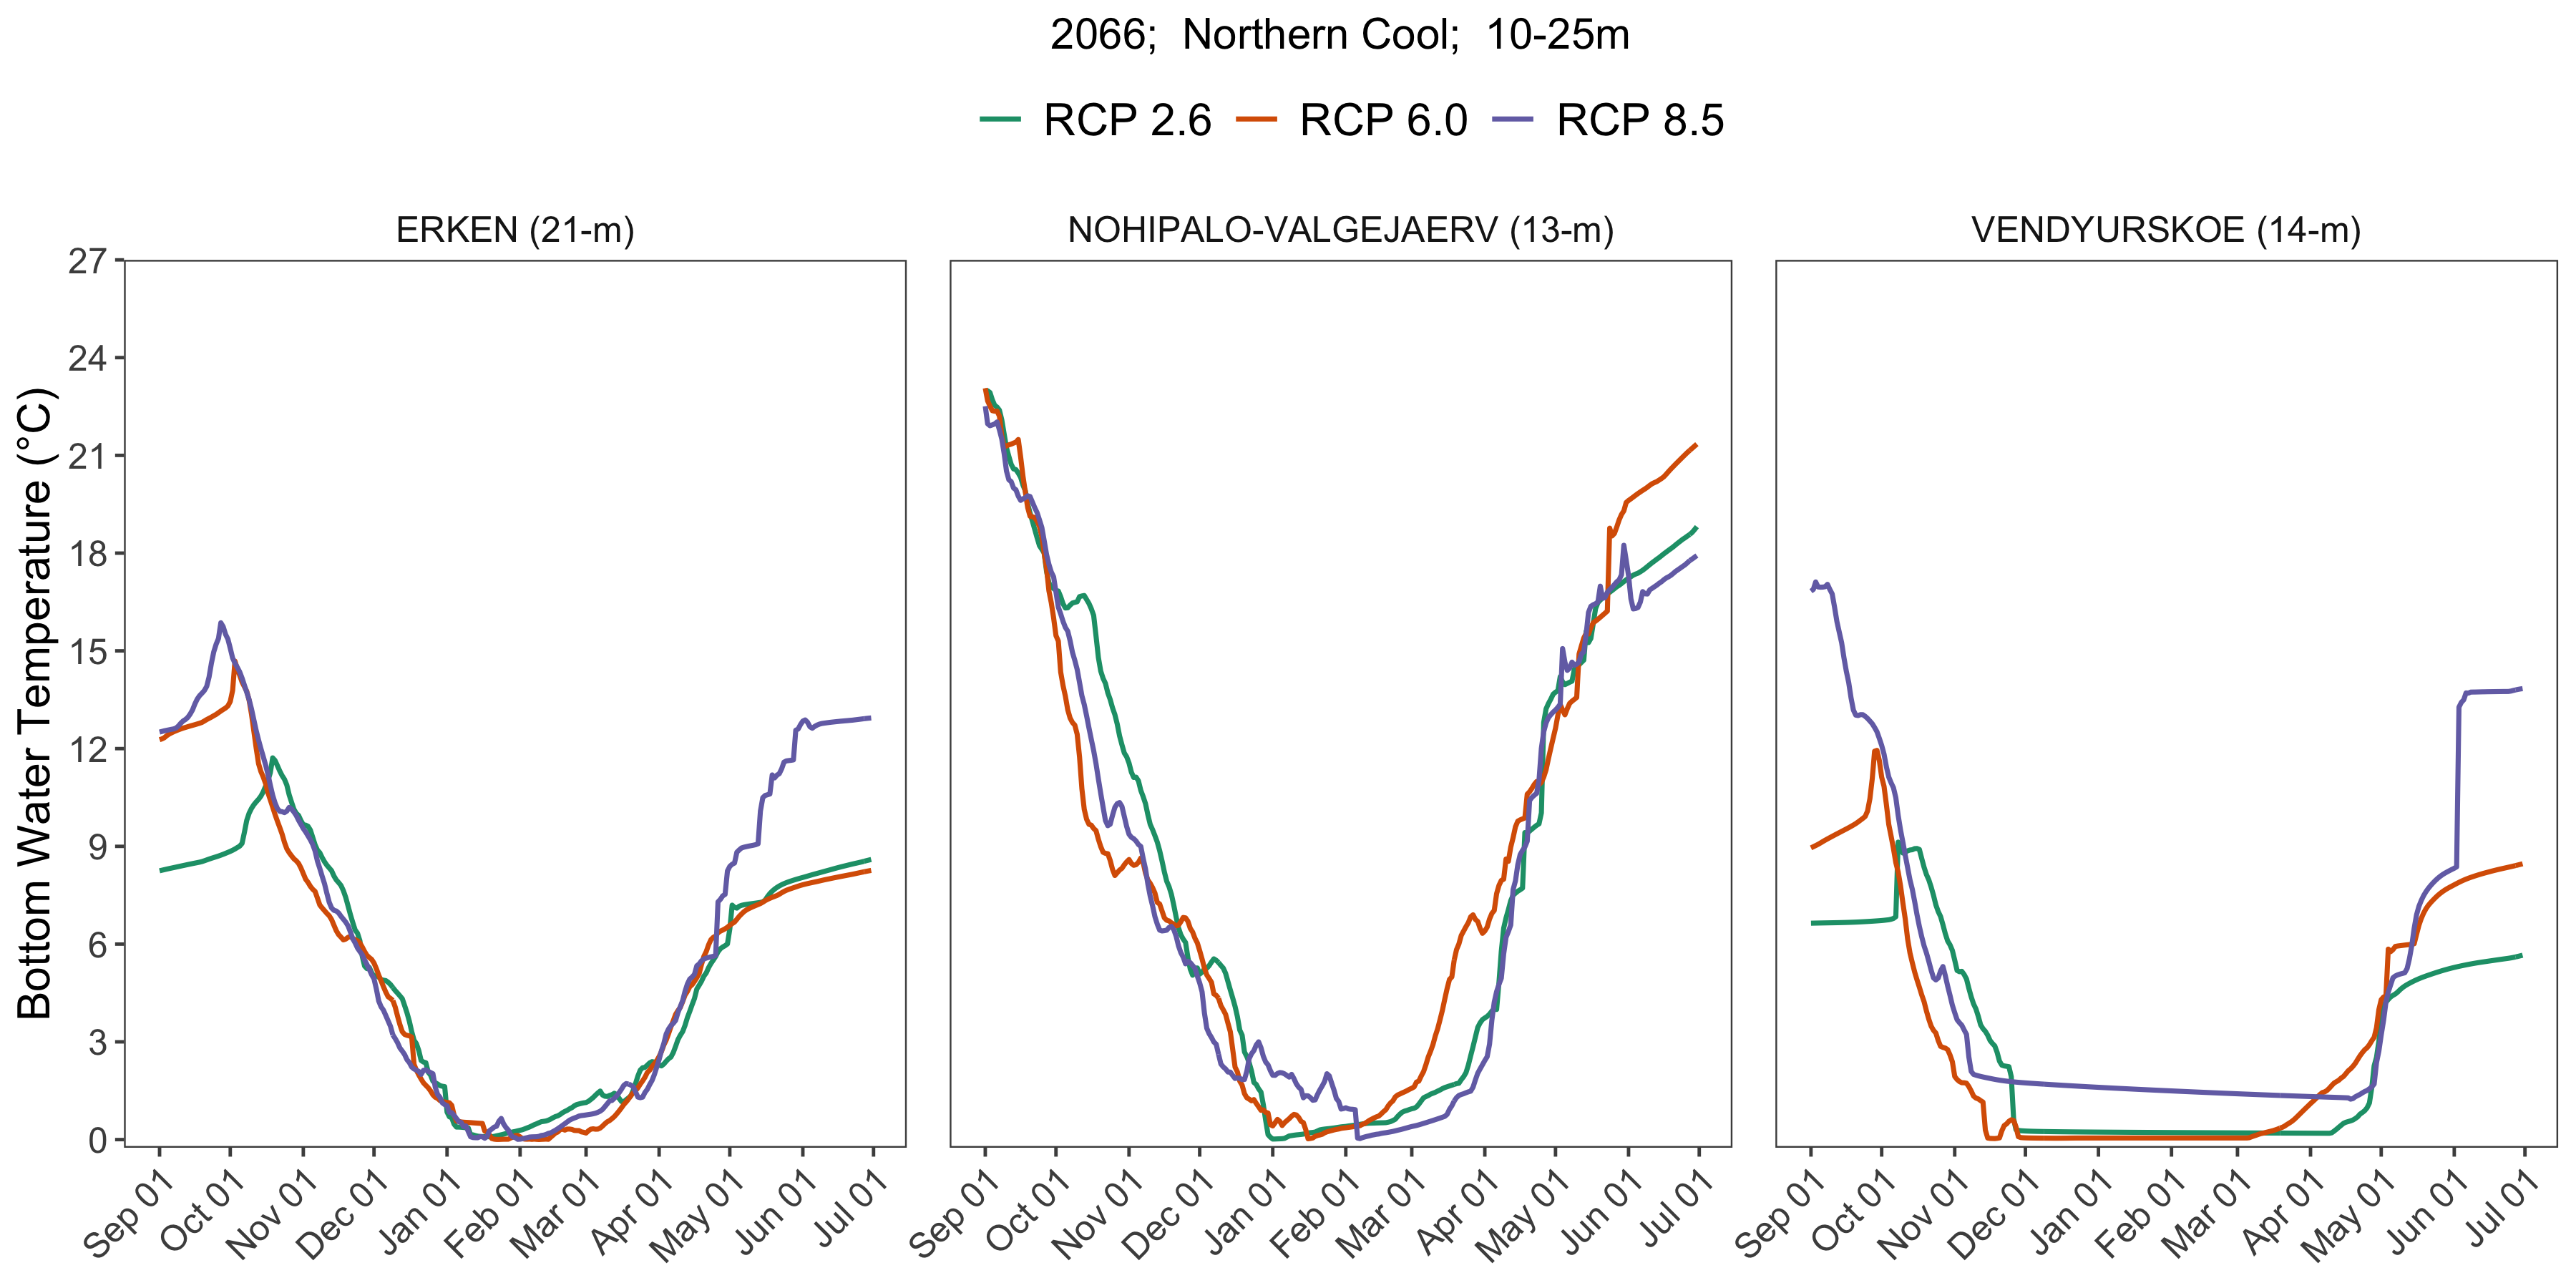 2066;  Northern Cool;  10-25m
RCP 2.6 RCP 6.0 RCP 8.5
ERKEN (21-m) NOHIPALO-VALGEJAERV (13-m) VENDYURSKOE (14-m)
Bottom Water Temperature (°C)
27
24
21
18
15
12
9
6
3
0
Sep 01 Oct 01 Nov 01 Dec 01 Jan 01 Feb 01 Mar 01 Apr 01 May 01 Jun 01 Jul 01
Sep 01 Oct 01 Nov 01 Dec 01 Jan 01 Feb 01 Mar 01 Apr 01 May 01 Jun 01 Jul 01
Sep 01 Oct 01 Nov 01 Dec 01 Jan 01 Feb 01 Mar 01 Apr 01 May 01 Jun 01 Jul 01